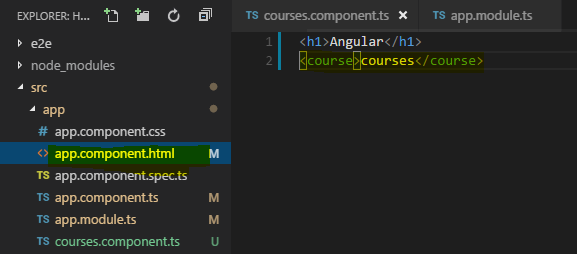 EXPLORER: H...
e2e
node_modules
src
app
# app.component.css
<> app.component.html M
TS app.component.spec.ts
TS app.component.ts M
TS app.module.ts M
TS courses.component.ts U
TS courses.component.ts × TS app.module.ts
1 <h1>Angular</h1>
2 <course>courses</course>